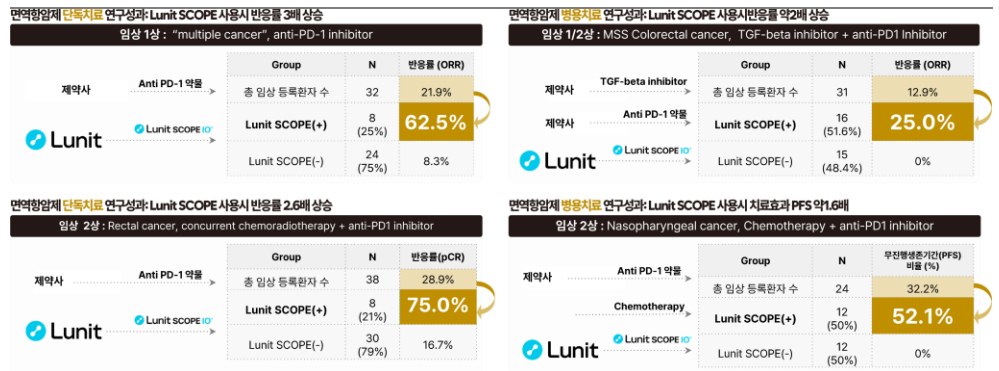 면역항암제 단독치료 연구성과: Lunit SCOPE 사용시 반응률 3배 상승
임상 1상 : “multiple cancer”, anti-PD-1 inhibitor
제약사
Anti PD-1 약물
Lunit
Lunit SCOPE IO
Group N 반응률 (ORR)
총 임상 등록환자 수 32 21.9%
Lunit SCOPE(+) 8 (25%) 62.5%
Lunit SCOPE(-) 24 (75%) 8.3%
면역항암제 병용치료 연구성과: Lunit SCOPE 사용시반응률 약2배 상승
임상 1/2상 : MSS Colorectal cancer, TGF-beta inhibitor + anti-PD1 Inhibitor
제약사
TGF-beta inhibitor
제약사
Anti PD-1 약물
Lunit
Lunit SCOPE IO
Group N 반응률 (ORR)
총 임상 등록환자 수 31 12.9%
Lunit SCOPE(+) 16 (51.6%) 25.0%
Lunit SCOPE(-) 15 (48.4%) 0%
면역항암제 단독치료 연구성과: Lunit SCOPE 사용시 반응률 2.6배 상승
임상 2상 : Rectal cancer, concurrent chemoradiotherapy + anti-PD1 inhibitor
제약사
Anti PD-1 약물
Lunit
Lunit SCOPE IO
Group N 반응률(pCR)
총 임상 등록환자 수 38 28.9%
Lunit SCOPE(+) 8 (21%) 75.0%
Lunit SCOPE(-) 30 (79%) 16.7%
면역항암제 병용치료 연구성과: Lunit SCOPE 사용시 치료효과 PFS 약1.6배
임상 2상 : Nasopharyngeal cancer, Chemotherapy + anti-PD1 inhibitor
제약사
Anti PD-1 약물
Chemotherapy
Lunit
Lunit SCOPE IO
Group N 무진행생존기간(PFS) 비율 (%)
총 임상 등록환자 수 24 32.2%
Lunit SCOPE(+) 12 (50%) 52.1%
Lunit SCOPE(-) 12 (50%) 0%